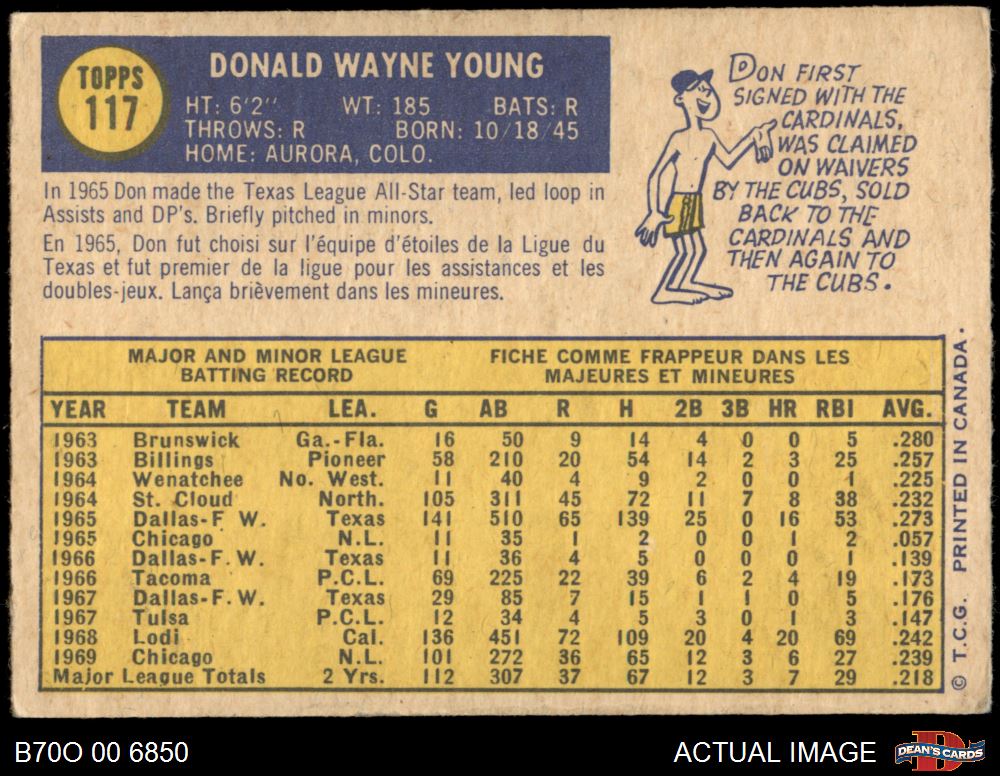 TOPPS
117
DONALD WAYNE YOUNG
HT: 6'2" WT: 185 BATS: R
THROWS: R BORN: 10/18/45
HOME: AURORA, COLO.
In 1965 Don made the Texas League All-Star team, led loop in
Assists and DP's. Briefly pitched in minors.
En 1965, Don fut choisi sur l'équipe d'étoiles de la Ligue du
Texas et fut premier de la ligue pour les assistances et les
doubles-jeux. Lança brièvement dans les mineures.
DON FIRST
SIGNED WITH THE
CARDINALS,
WAS CLAIMED
ON WAIVERS
BY THE CUBS, SOLD
BACK TO THE
CARDINALS AND
THEN AGAIN TO
THE CUBS.
MAJOR AND MINOR LEAGUE
BATTING RECORD
FICHE COMME FRAPPEUR DANS LES
MAJEURES ET MINEURES
YEAR TEAM LEA. G AB R H 2B 3B HR RBI AVG.
1963 Brunswick Ga.-Fla. 16 50 9 14 4 0 0 5 .280
1963 Billings Pioneer 58 210 20 54 14 2 3 25 .257
1964 Wenatchee No. West. 11 40 4 9 2 0 0 1 .225
1964 St. Cloud North. 105 311 45 72 11 7 8 38 .232
1965 Dallas-F. W. Texas 141 510 65 139 25 0 16 53 .273
1965 Chicago N.L. 11 35 1 2 0 0 1 2 .057
1966 Dallas-F. W. Texas 11 36 4 5 0 0 0 1 .139
1966 Tacoma P.C.L. 69 225 22 39 6 2 4 19 .173
1967 Dallas-F. W. Texas 29 85 7 15 1 1 0 5 .176
1967 Tulsa P.C.L. 12 34 4 5 3 0 1 3 .147
1968 Lodi Cal. 136 451 72 109 20 4 20 69 .242
1969 Chicago N.L. 101 272 36 65 12 3 6 27 .239
Major League Totals 2 Yrs. 112 307 37 67 12 3 7 29 .218
© T.C.G. PRINTED IN CANADA.
B70O 00 6850
ACTUAL IMAGE
DEAN'S CARDS